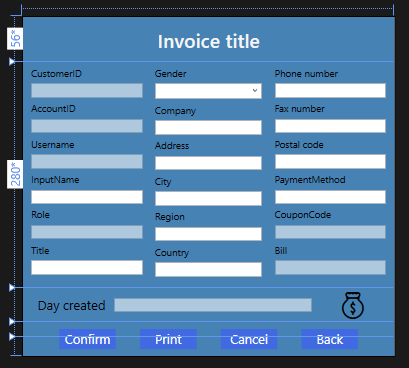 56*
Invoice title
280*
CustomerID
Gender
Phone number
AccountID
Company
Fax number
Username
Address
Postal code
InputName
City
PaymentMethod
Role
Region
CouponCode
Title
Country
Bill
Day created
$
Confirm
Print
Cancel
Back